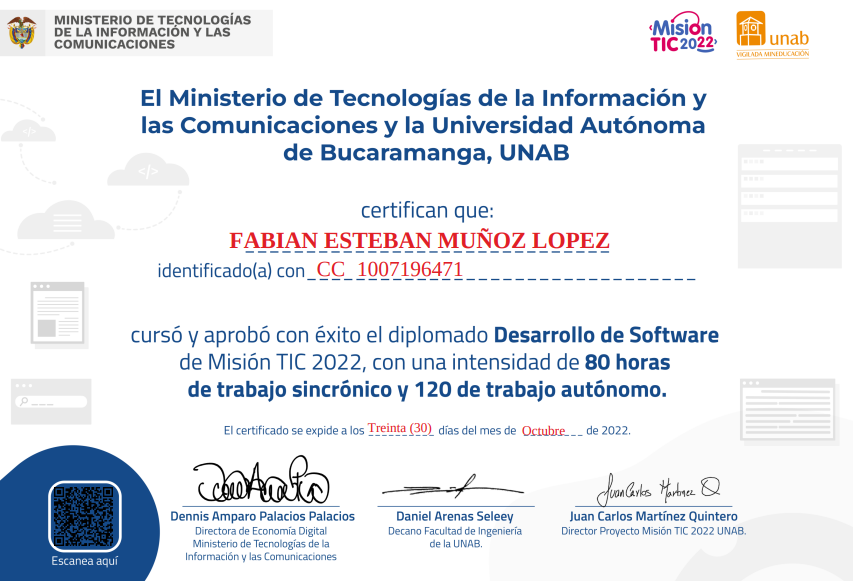 MINISTERIO DE TECNOLOGÍAS
DE LA INFORMACIÓN Y LAS
COMUNICACIONES
Misión
TIC 2022
unab
VIGILADA MINEDUCACIÓN
El Ministerio de Tecnologías de la Información y
las Comunicaciones y la Universidad Autónoma
de Bucaramanga, UNAB
certifican que:
FABIAN ESTEBAN MUÑOZ LOPEZ
identificado(a) con CC 1007196471
cursó y aprobó con éxito el diplomado Desarrollo de Software
de Misión TIC 2022, con una intensidad de 80 horas
de trabajo sincrónico y 120 de trabajo autónomo.
El certificado se expide a los Treinta (30) días del mes de Octubre de 2022.
Juan Carlos Martínez Q
Dennis Amparo Palacios Palacios
Directora de Economía Digital
Ministerio de Tecnologías de la
Información y las Comunicaciones
Daniel Arenas Seleey
Decano Facultad de Ingeniería
de la UNAB.
Juan Carlos Martínez Quintero
Director Proyecto Misión TIC 2022 UNAB.
Escanea aquí